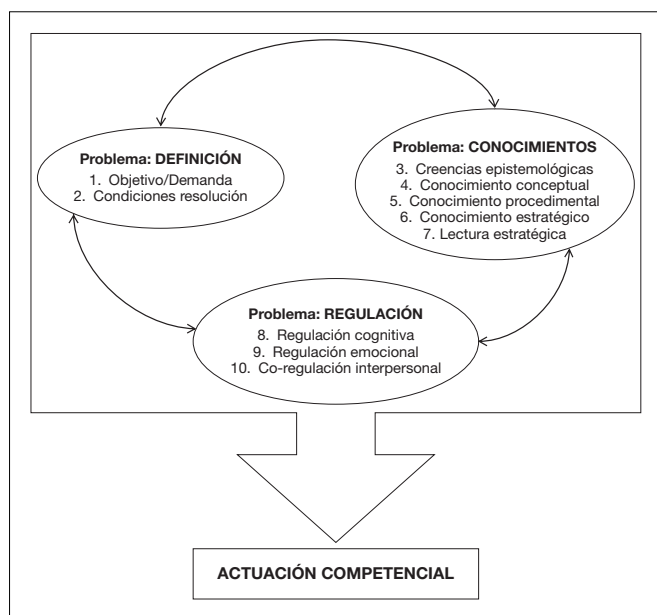 Problema: DEFINICIÓN
1. Objetivo/Demanda
2. Condiciones resolución
Problema: CONOCIMIENTOS
3. Creencias epistemológicas
4. Conocimiento conceptual
5. Conocimiento procedimental
6. Conocimiento estratégico
7. Lectura estratégica
Problema: REGULACIÓN
8. Regulación cognitiva
9. Regulación emocional
10. Co-regulación interpersonal
ACTUACIÓN COMPETENCIAL